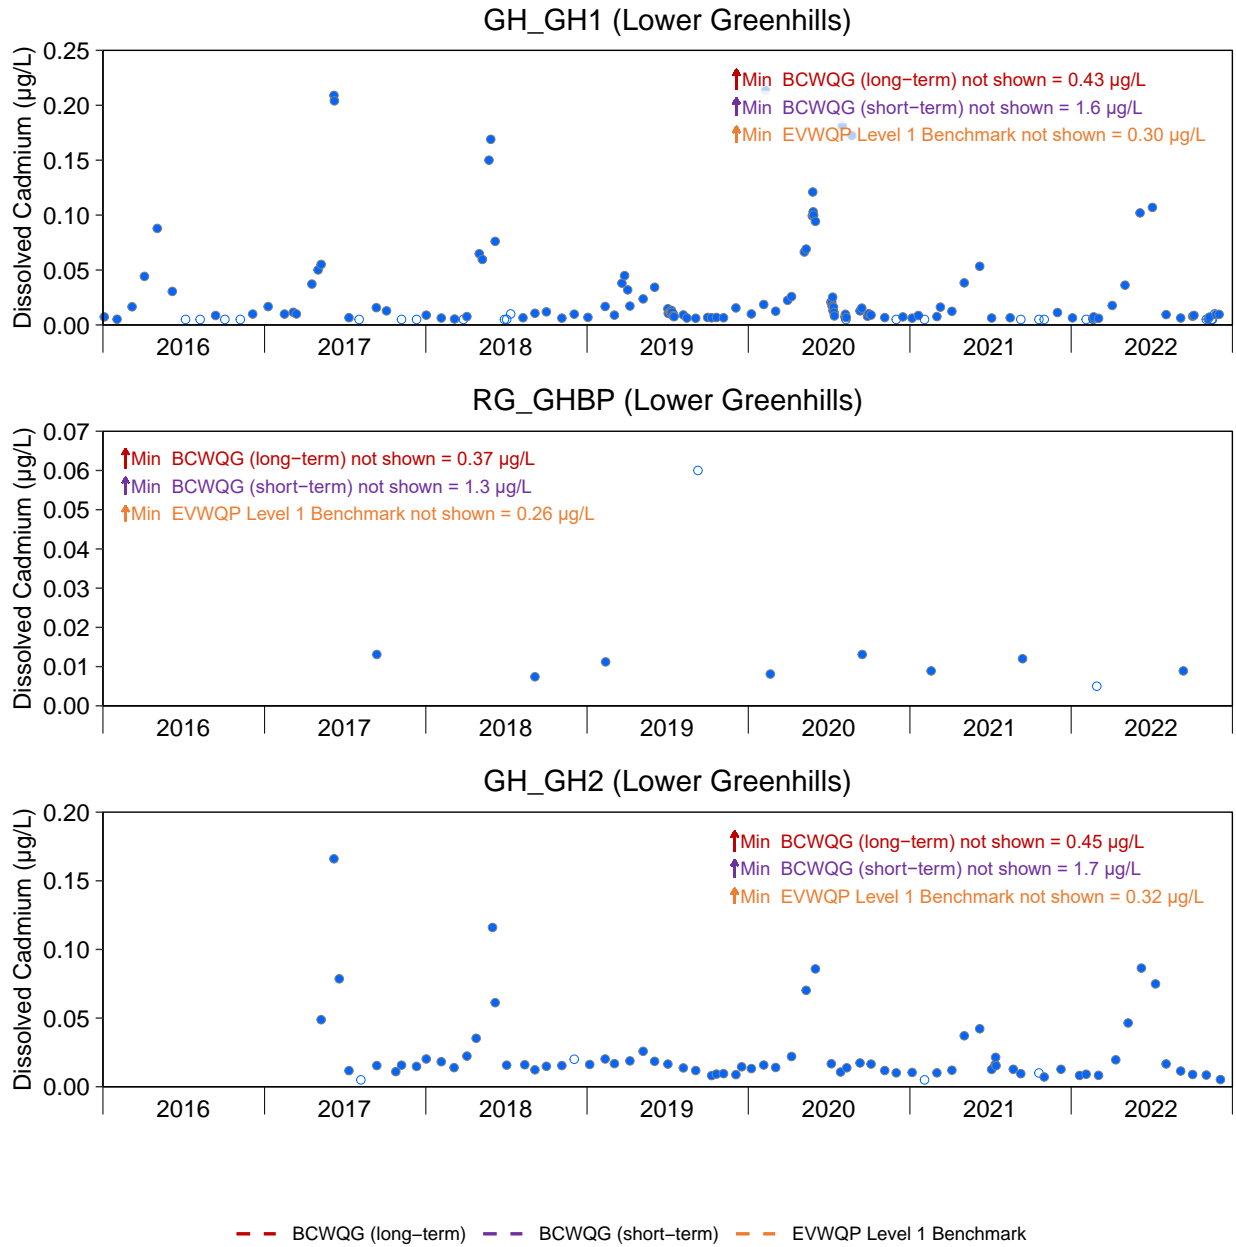 GH_GH1 (Lower Greenhills)
Dissolved Cadmium (µg/L)
0.25
0.20
0.15
0.10
0.05
0.00
↑Min BCWQG (long−term) not shown = 0.43 µg/L
↑Min BCWQG (short−term) not shown = 1.6 µg/L
↑Min EVWQP Level 1 Benchmark not shown = 0.30 µg/L
2016 2017 2018 2019 2020 2021 2022
RG_GHBP (Lower Greenhills)
Dissolved Cadmium (µg/L)
0.07
0.06
0.05
0.04
0.03
0.02
0.01
0.00
↑Min BCWQG (long−term) not shown = 0.37 µg/L
↑Min BCWQG (short−term) not shown = 1.3 µg/L
↑Min EVWQP Level 1 Benchmark not shown = 0.26 µg/L
2016 2017 2018 2019 2020 2021 2022
GH_GH2 (Lower Greenhills)
Dissolved Cadmium (µg/L)
0.20
0.15
0.10
0.05
0.00
↑Min BCWQG (long−term) not shown = 0.45 µg/L
↑Min BCWQG (short−term) not shown = 1.7 µg/L
↑Min EVWQP Level 1 Benchmark not shown = 0.32 µg/L
2016 2017 2018 2019 2020 2021 2022
BCWQG (long−term) BCWQG (short−term) EVWQP Level 1 Benchmark